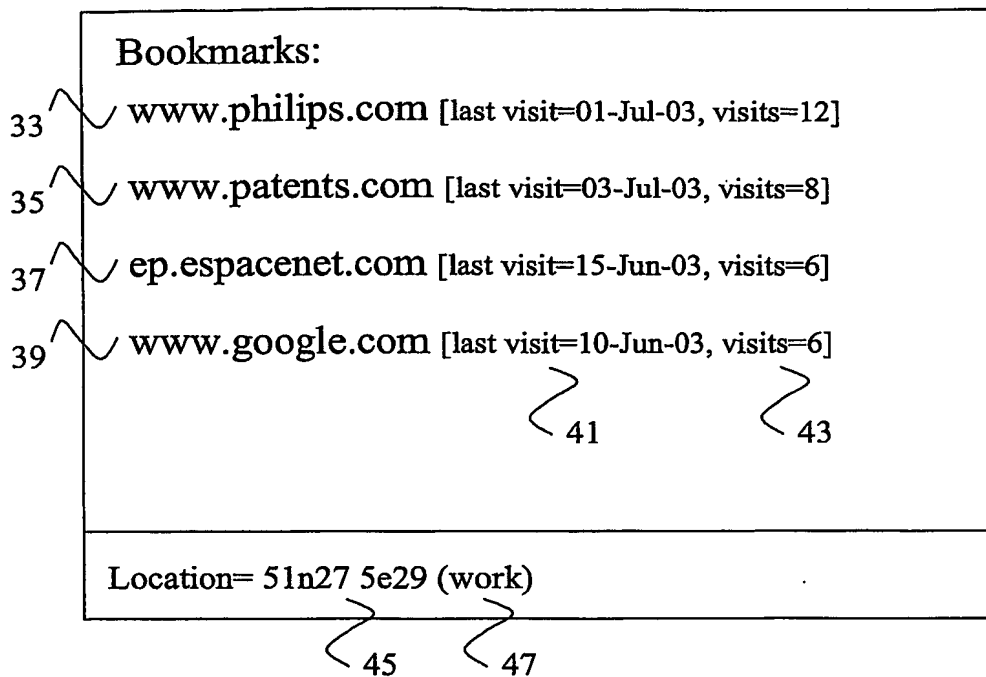 Bookmarks:
33 www.philips.com [last visit=01-Jul-03, visits=12]
35 www.patents.com [last visit=03-Jul-03, visits=8]
37 ep.espacenet.com [last visit=15-Jun-03, visits=6]
39 www.google.com [last visit=10-Jun-03, visits=6]
41 43
Location= 51n27 5e29 (work)
45 47